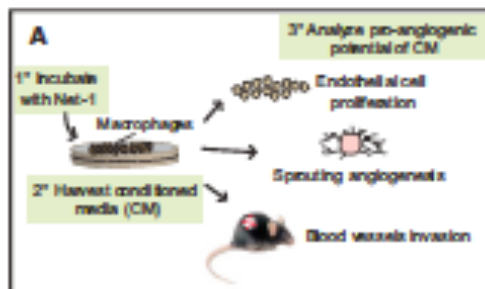 A
3° Analyze pro-angiogenic
potential of CM
1° Incubate
with Net-1
Macrophages
Endothelial cell
proliferation
Sprouting angiogenesis
2° Harvest conditioned
media (CM)
Blood vessels invasion